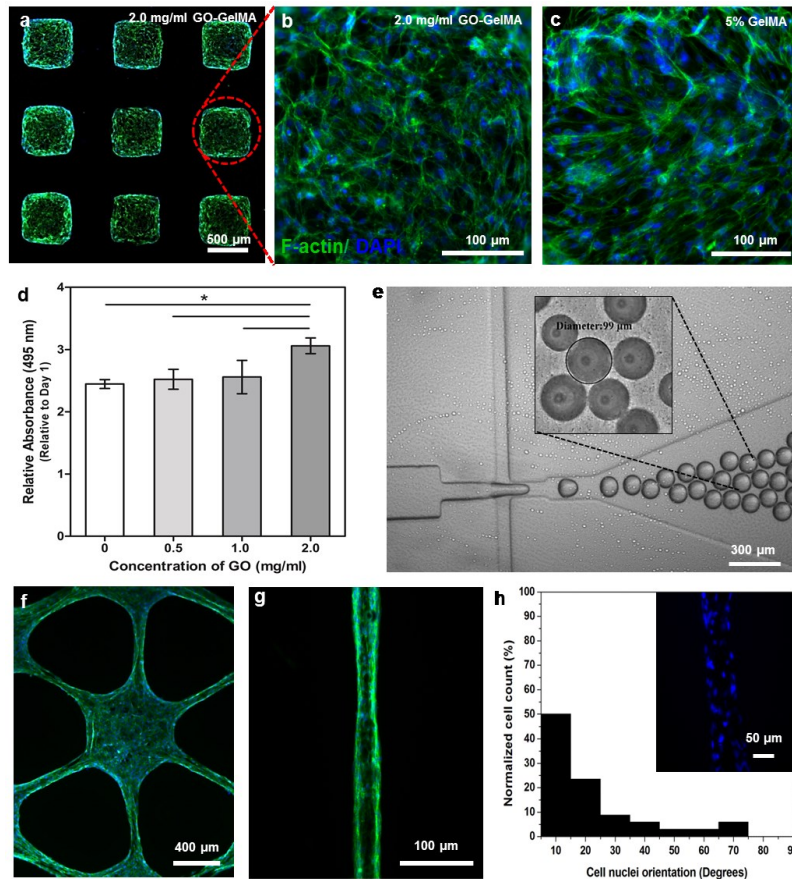 a
2.0 mg/ml GO-GelMA
500 µm
b
2.0 mg/ml GO-GelMA
F-actin/ DAPI
100 µm
c
5% GelMA
100 µm
d
Relative Absorbance (495 nm)
(Relative to Day 1)
4
3
2
1
0
*
0 0.5 1.0 2.0
Concentration of GO (mg/ml)
e
Diameter:99 µm
300 µm
f
400 µm
g
100 µm
h
Normalized cell count (%)
100
90
80
70
60
50
40
30
20
10
0
50 µm
10 20 30 40 50 60 70 80 90
Cell nuclei orientation (Degrees)